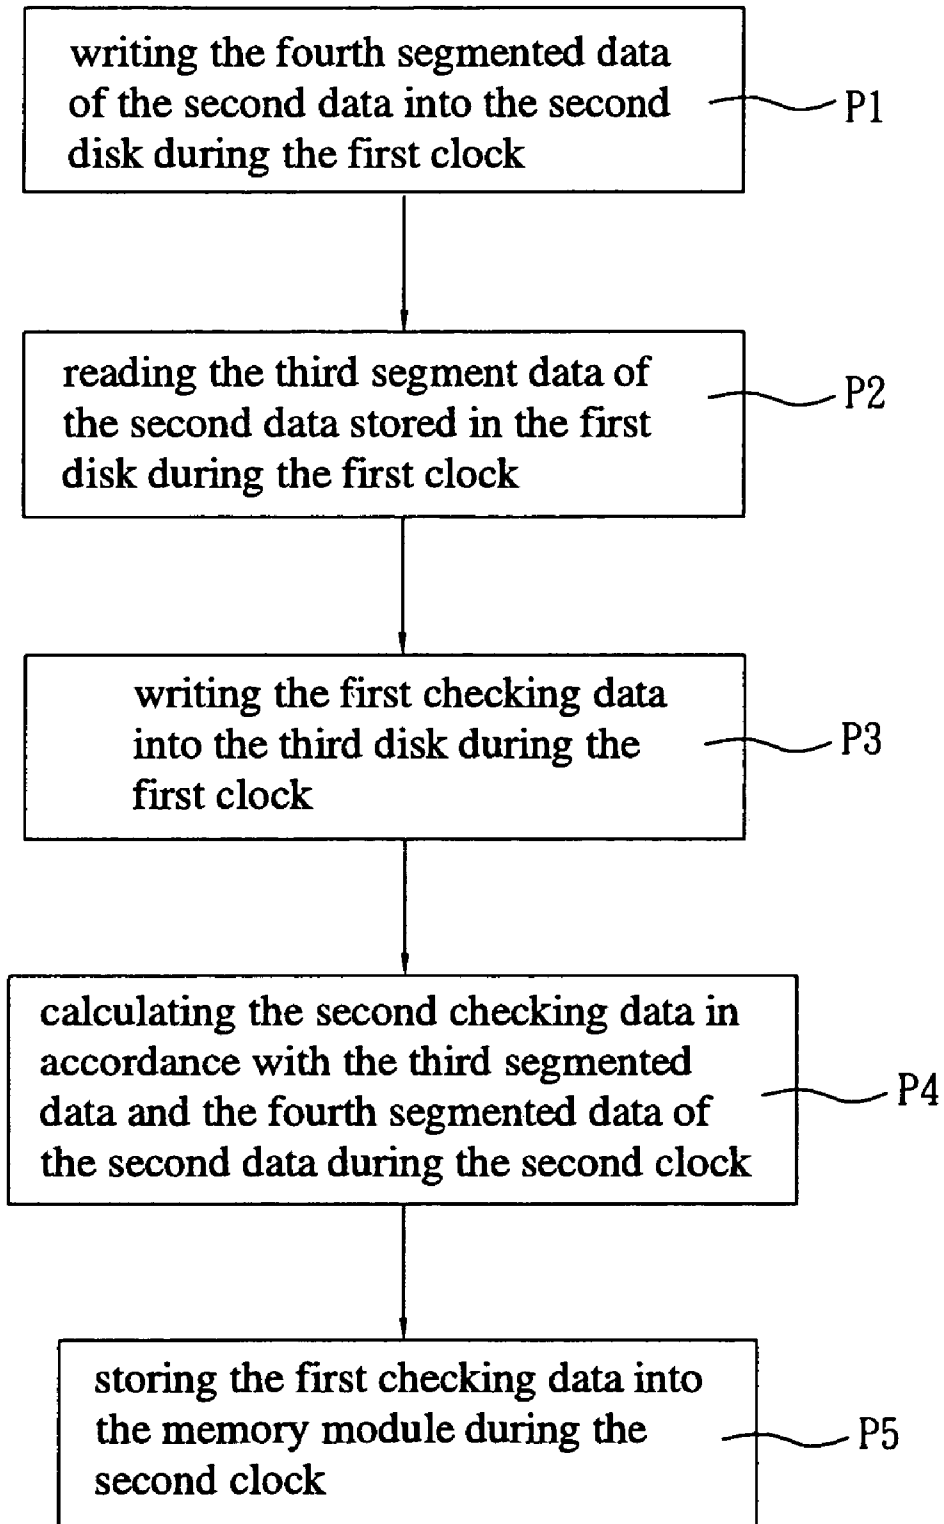 writing the fourth segmented data
of the second data into the second
disk during the first clock
P1
reading the third segment data of
the second data stored in the first
disk during the first clock
P2
writing the first checking data
into the third disk during the
first clock
P3
calculating the second checking data in
accordance with the third segmented
data and the fourth segmented data of
the second data during the second clock
P4
storing the first checking data into
the memory module during the
second clock
P5